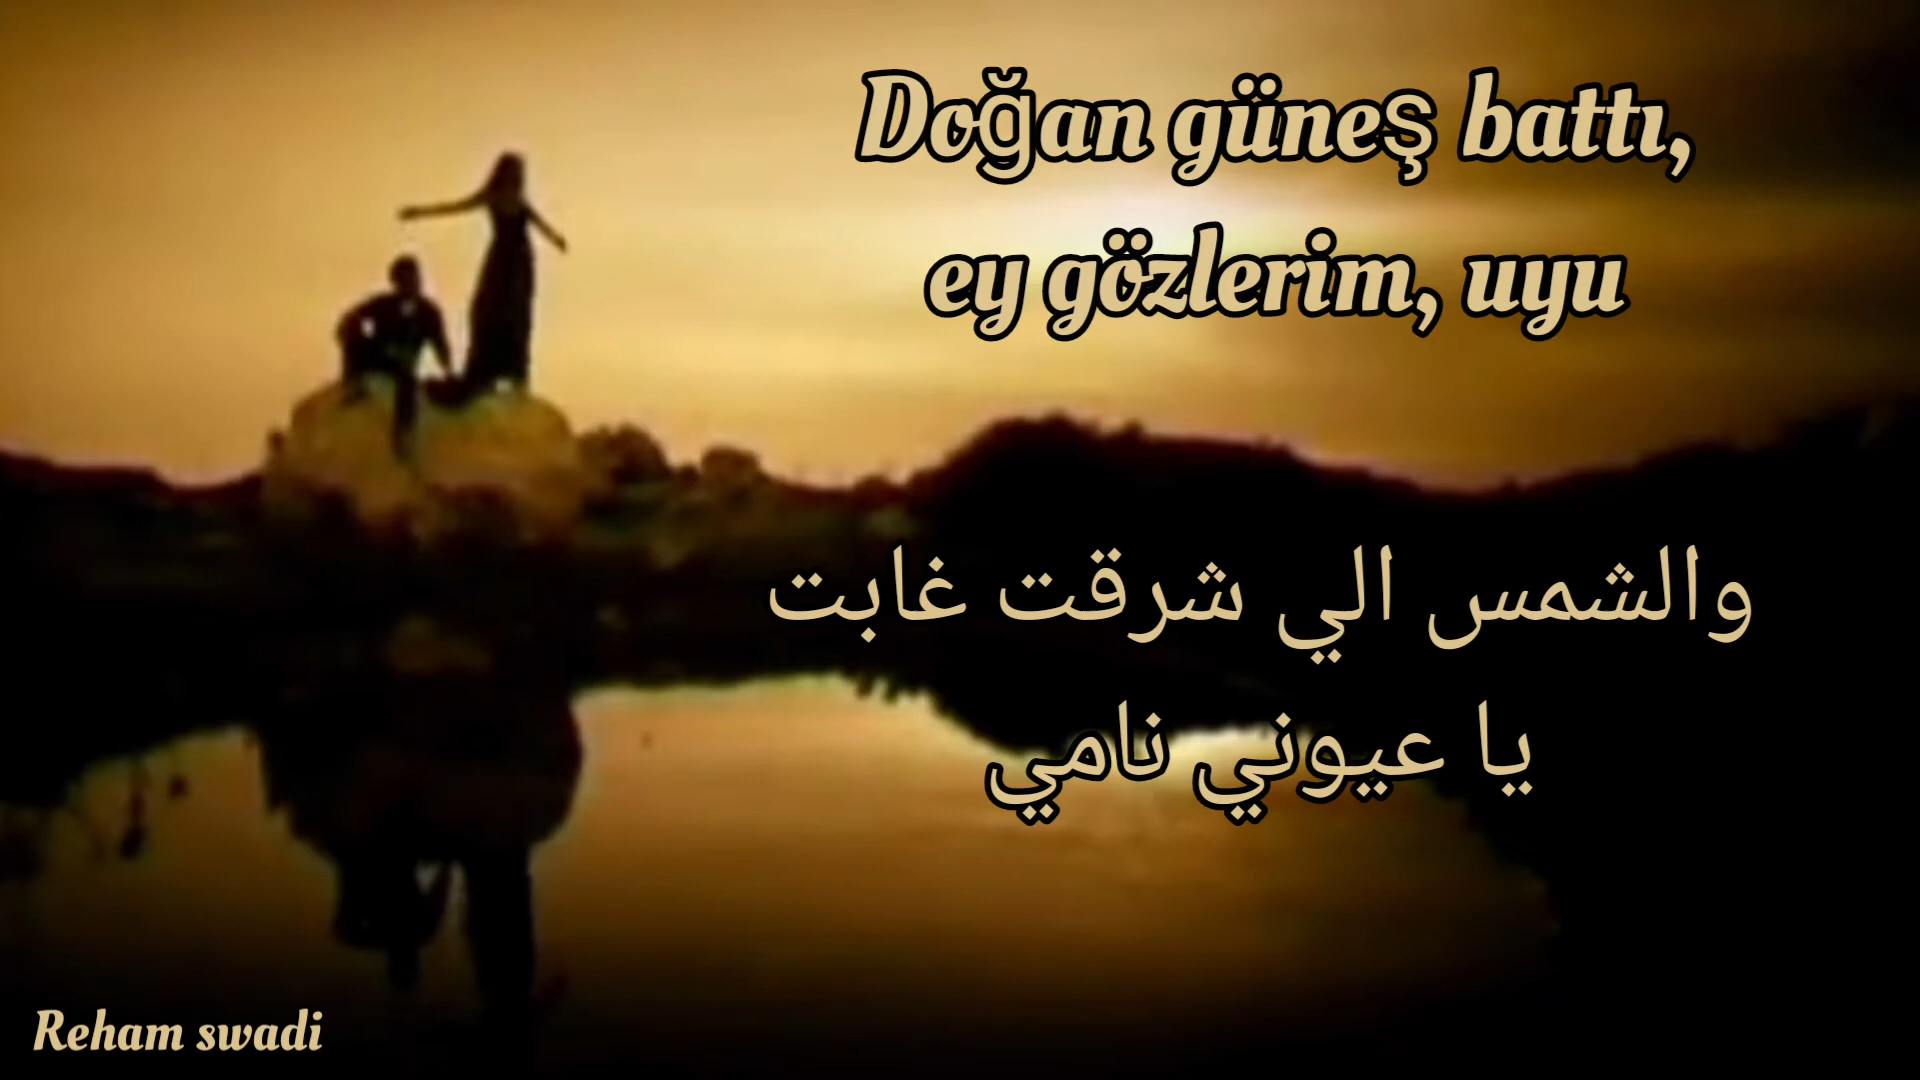 Doğan güneş battı,
ey gözlerim, uyu
والشمس الي شرقت غابت
يا عيوني نامي
Reham swadi